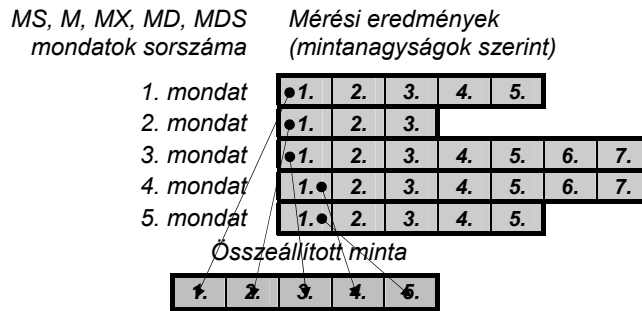 MS, M, MX, MD, MDS Mérési eredmények
mondatok sorszáma (mintanagyságok szerint)
1. mondat 1. 2. 3. 4. 5.
2. mondat 1. 2. 3.
3. mondat 1. 2. 3. 4. 5. 6. 7.
4. mondat 1. 2. 3. 4. 5. 6. 7.
5. mondat 1. 2. 3. 4. 5.
Összeállított minta
1. 2. 3. 4. 5.